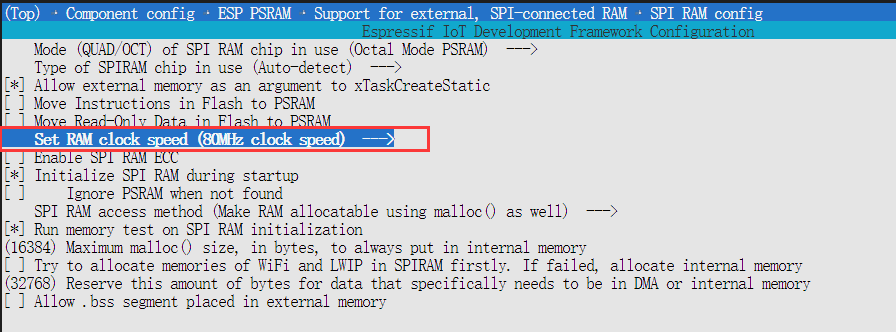 (Top) → Component config → ESP PSRAM → Support for external, SPI-connected RAM → SPI RAM config
Espressif IoT Development Framework Configuration
Mode (QUAD/OCT) of SPI RAM chip in use (Octal Mode PSRAM)  --->
Type of SPIRAM chip in use (Auto-detect)  --->
[*] Allow external memory as an argument to xTaskCreateStatic
[ ] Move Instructions in Flash to PSRAM
[ ] Move Read-Only Data in Flash to PSRAM
Set RAM clock speed (80MHz clock speed)  --->
[ ] Enable SPI RAM ECC
[*] Initialize SPI RAM during startup
[ ]     Ignore PSRAM when not found
SPI RAM access method (Make RAM allocatable using malloc() as well)  --->
[*] Run memory test on SPI RAM initialization
(16384) Maximum malloc() size, in bytes, to always put in internal memory
[ ] Try to allocate memories of WiFi and LWIP in SPIRAM firstly. If failed, allocate internal memory
(32768) Reserve this amount of bytes for data that specifically needs to be in DMA or internal memory
[ ] Allow .bss segment placed in external memory